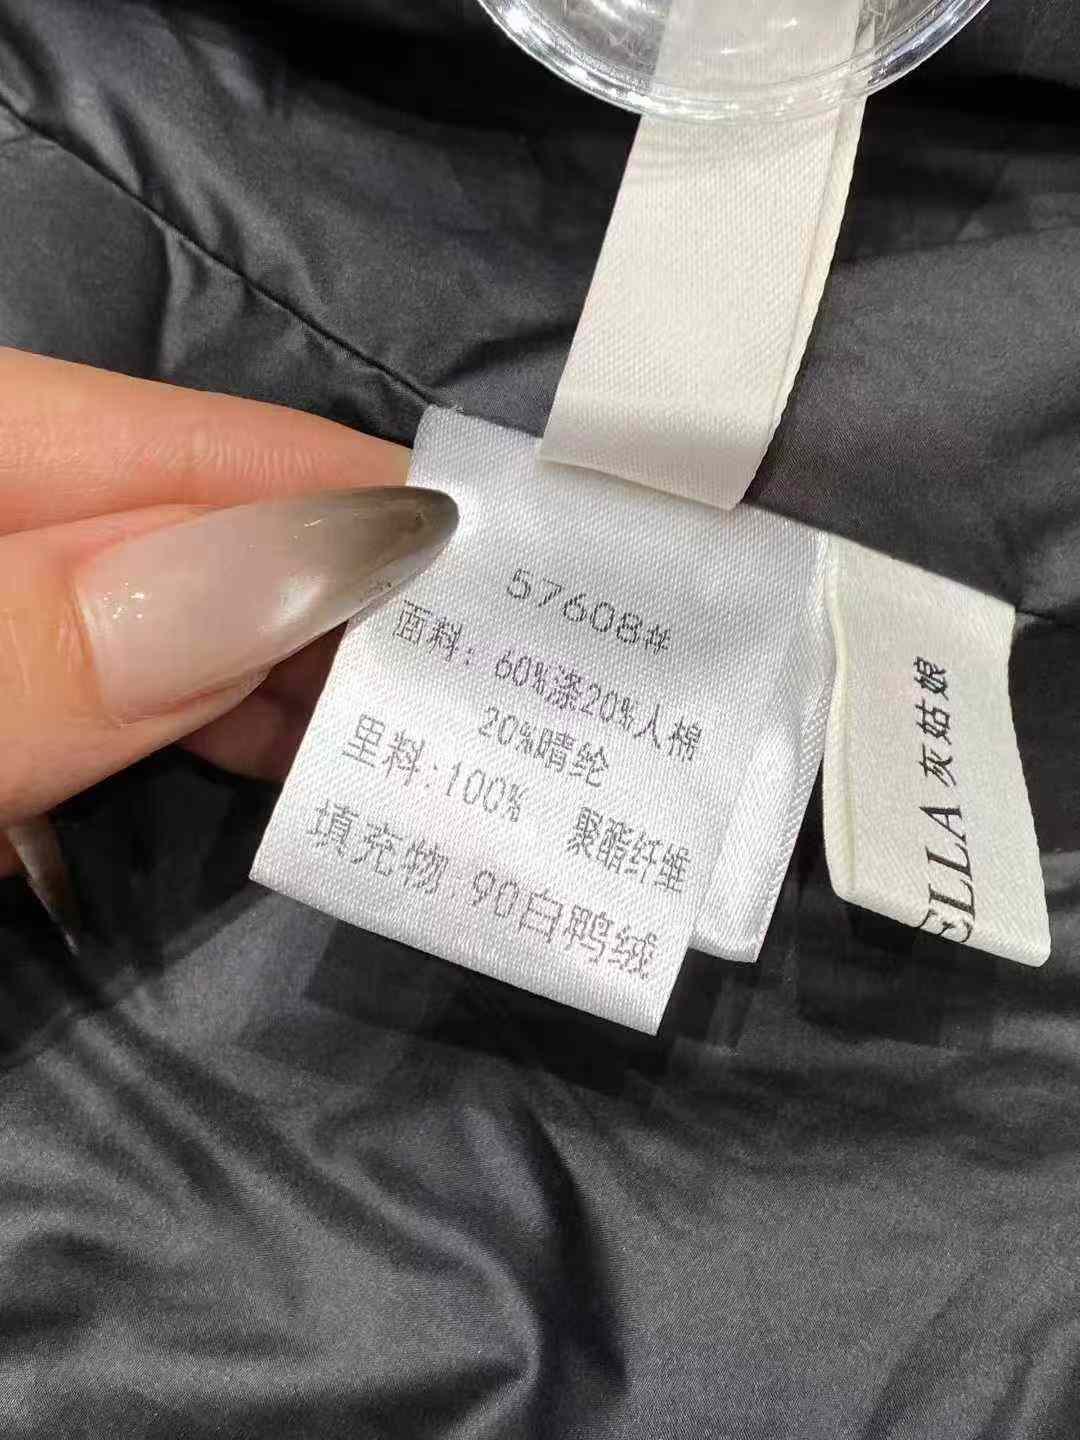 57608#
面料: 60%涤20%人棉
20%晴纶
里料:100% 聚酯纤维
填充物:90白鸭绒
ELLA 灰姑娘